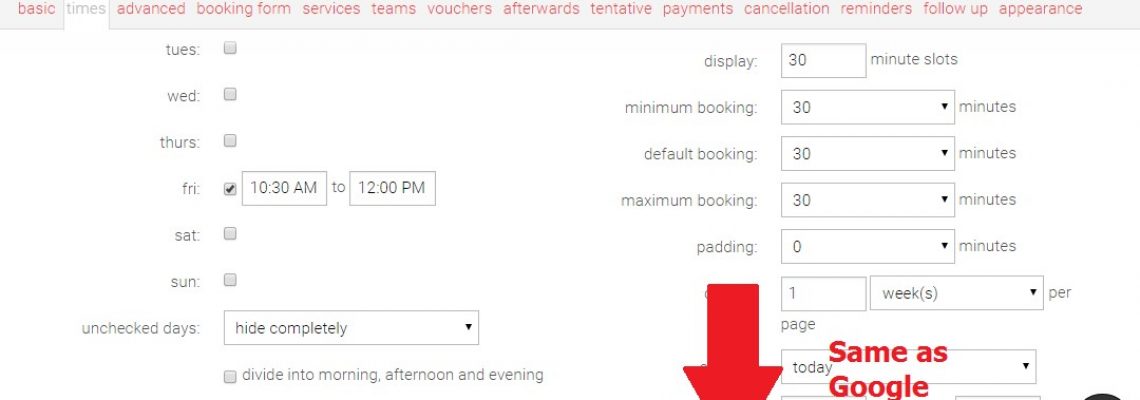 basic times advanced booking form services teams vouchers afterwards tentative payments cancellation reminders follow up appearance
tues:
wed:
thurs:
fri: 10:30 AM to 12:00 PM
sat:
sun:
unchecked days: hide completely
divide into morning, afternoon and evening
display: 30 minute slots
minimum booking: 30 minutes
default booking: 30 minutes
maximum booking: 30 minutes
padding: 0 minutes
1 week(s) per
page
today
Same as
Google